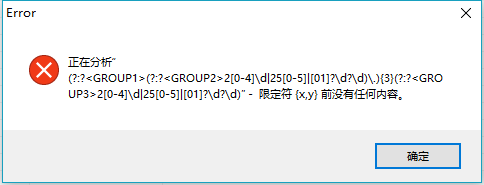 Error
正在分析"
(?:?<GROUP1>(?:?<GROUP2>2[0-4]\d|25[0-5]|[01]?\d?\d)\.){3}(?:?<GRO
UP3>2[0-4]\d|25[0-5]|[01]?\d?\d)" - 限定符 {x,y} 前没有任何内容。
确定